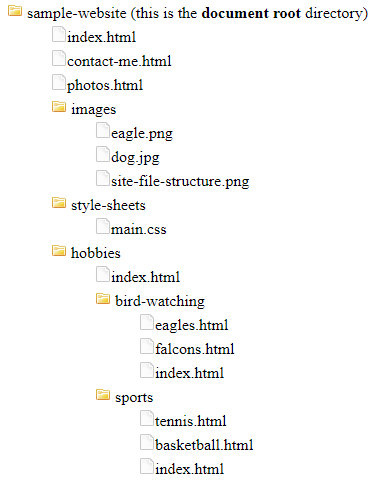 sample-website (this is the document root directory)
index.html
contact-me.html
photos.html
images
eagle.png
dog.jpg
site-file-structure.png
style-sheets
main.css
hobbies
index.html
bird-watching
eagles.html
falcons.html
index.html
sports
tennis.html
basketball.html
index.html